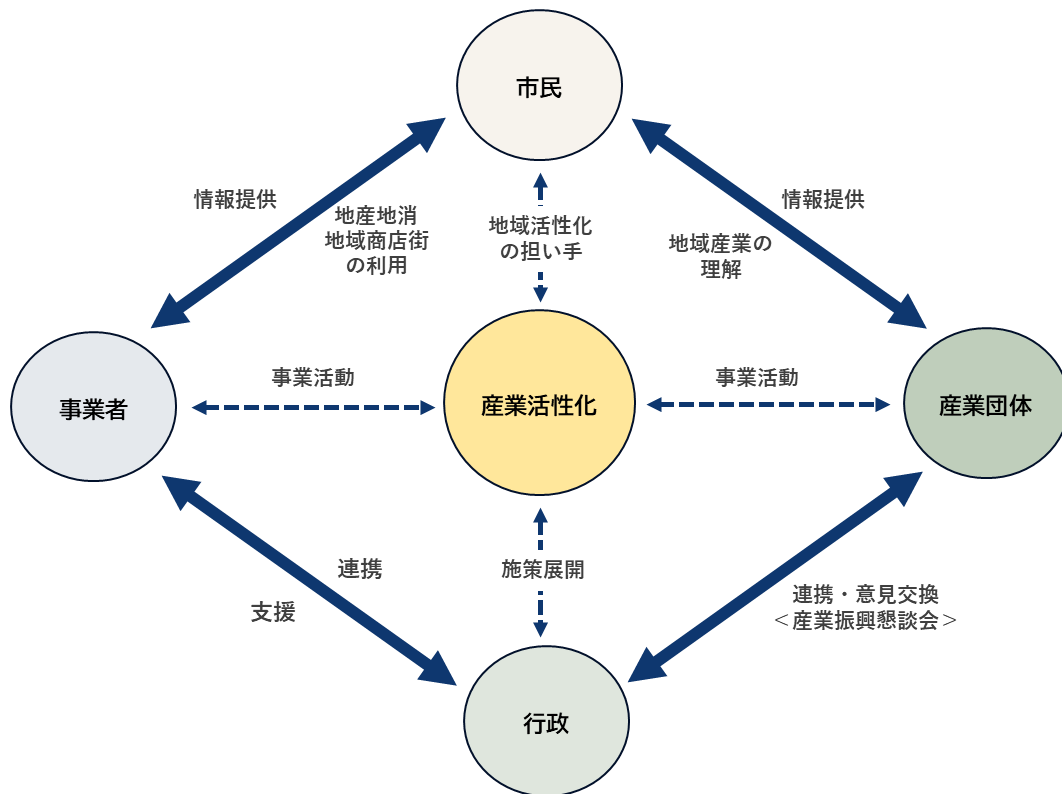 市民
情報提供
地産地消
地域商店街
の利用
地域活性化
の担い手
情報提供
地域産業の
理解
事業者
事業活動
産業活性化
事業活動
産業団体
連携
支援
施策展開
連携・意見交換
＜産業振興懇談会＞
行政